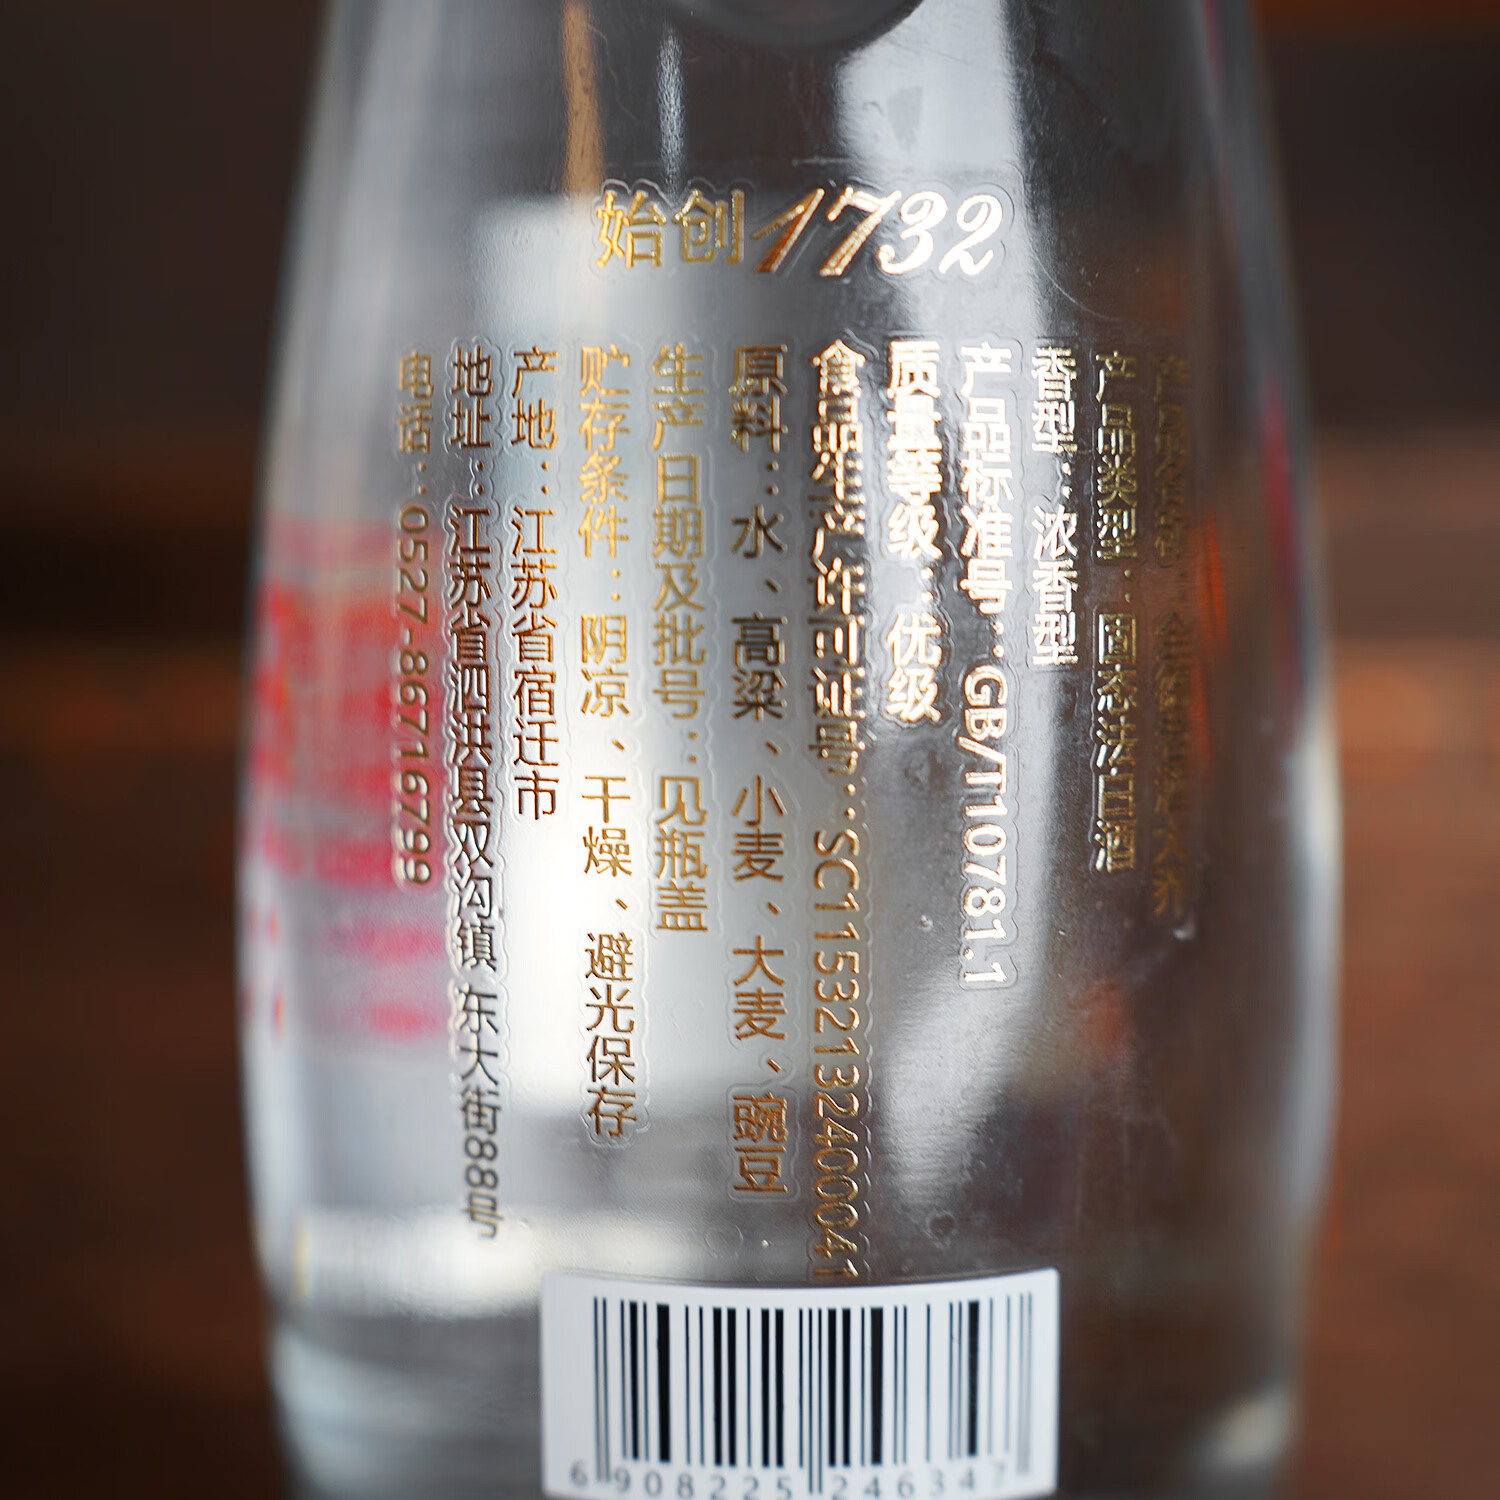 始创1732
产品类型：固态法白酒
香型：浓香型
产品标准号：GB/T10781.1
质量等级：优级
食品生产许可证号：SC11532132400041
原料：水、高粱、小麦、大麦、豌豆
生产日期及批号：见瓶盖
贮存条件：阴凉、干燥、避光保存
产地：江苏省宿迁市
地址：江苏省泗洪县双沟镇东大街88号
电话：0527-86716799
6908225246347